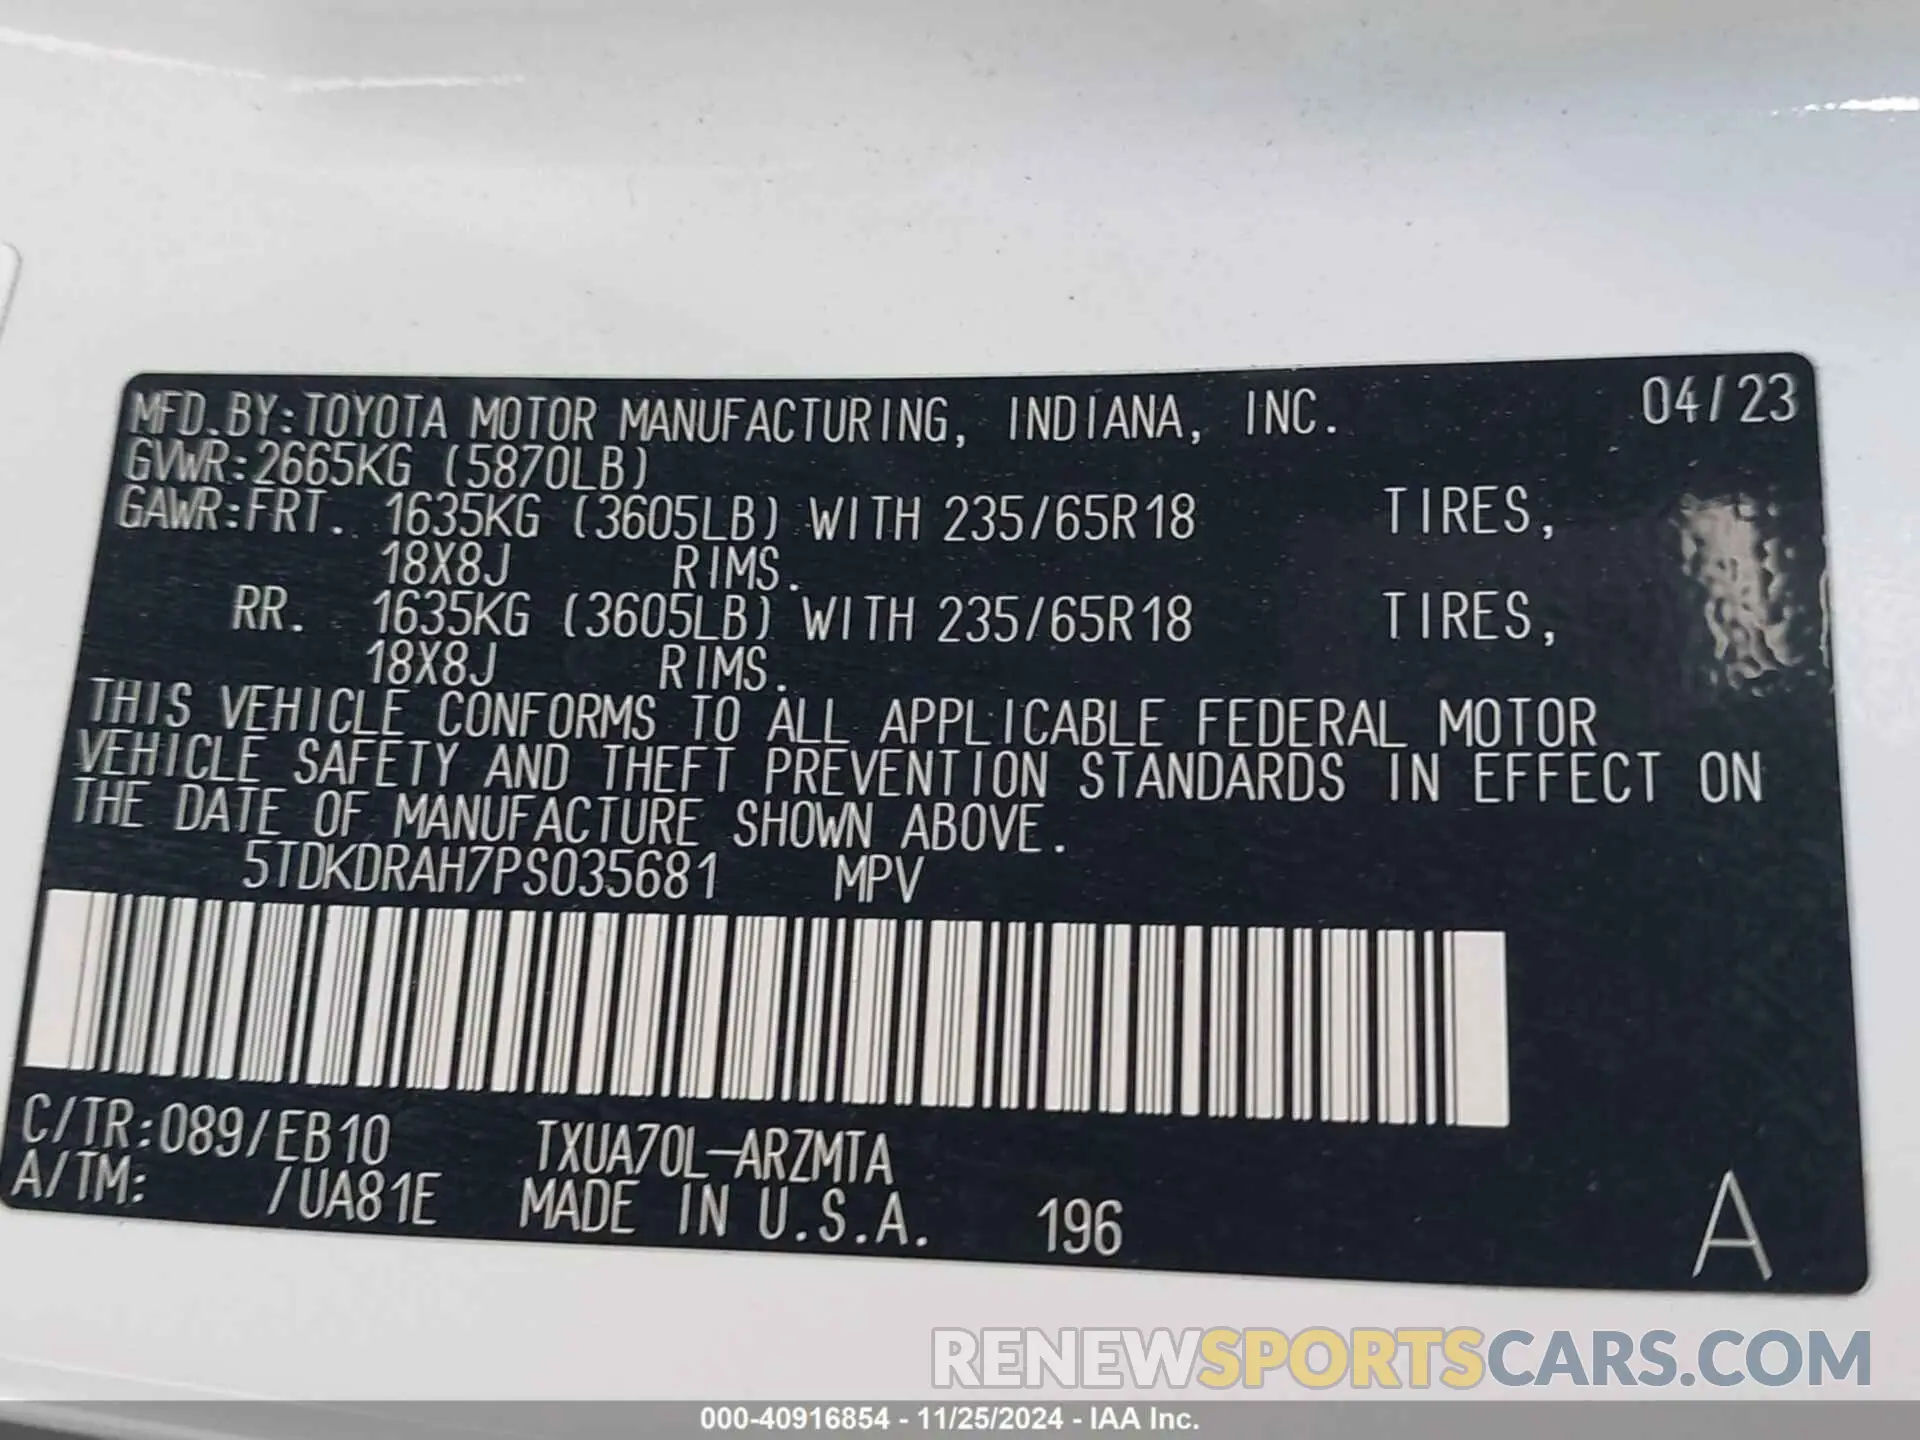 MFD.BY:TOYOTA MOTOR MANUFACTURING, INDIANA, INC. 04/23
GVWR:2665KG (5870LB)
GAWR:FRT. 1635KG (3605LB) WITH 235/65R18 TIRES,
18X8J RIMS.
RR. 1635KG (3605LB) WITH 235/65R18 TIRES,
18X8J RIMS.
THIS VEHICLE CONFORMS TO ALL APPLICABLE FEDERAL MOTOR
VEHICLE SAFETY AND THEFT PREVENTION STANDARDS IN EFFECT ON
THE DATE OF MANUFACTURE SHOWN ABOVE.
5TDKDRAH7PS035681 MPV
C/TR:089/EB10 TXUA70L-ARZMTA
A/TM: /UA81E MADE IN U.S.A. 196 A
RENEWSPORTSCARS.COM
000-40916854 - 11/25/2024 - IAA Inc.